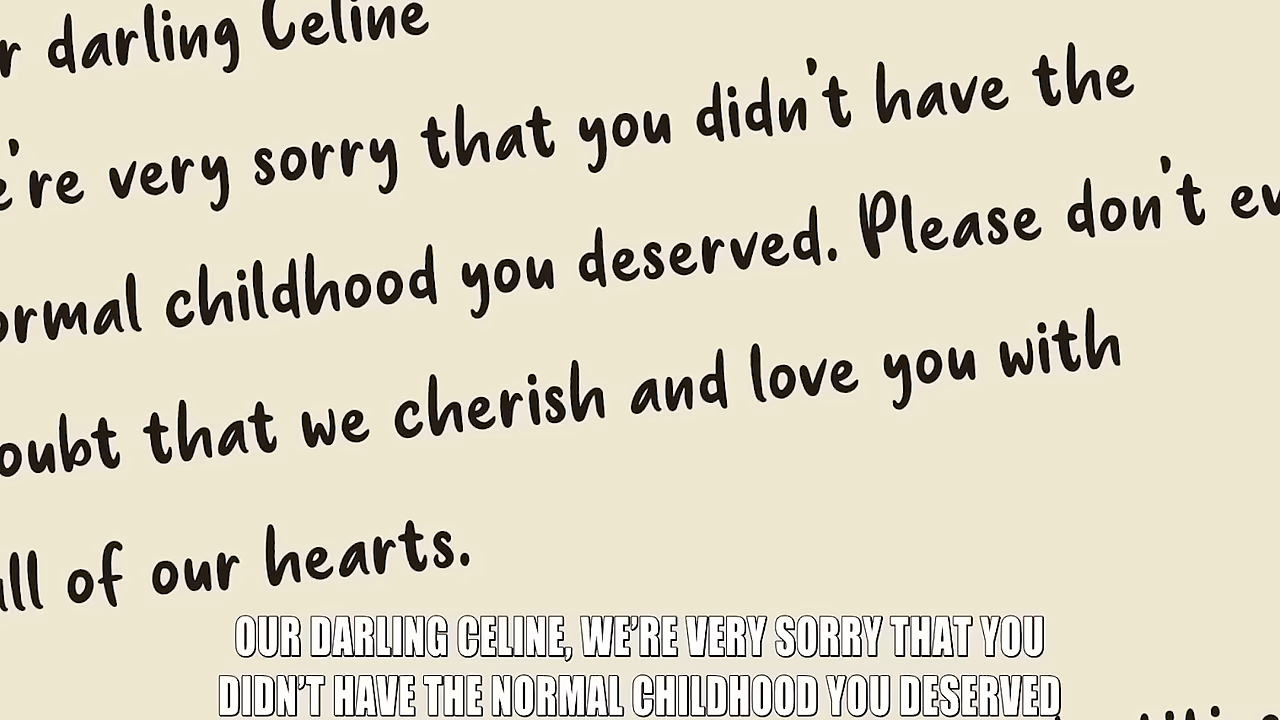 r darling Celine
e're very sorry that you didn't have the
ormal childhood you deserved. Please don't ev
oubt that we cherish and love you with
all of our hearts.
OUR DARLING CELINE, WE'RE VERY SORRY THAT YOU
DIDN'T HAVE THE NORMAL CHILDHOOD YOU DESERVED